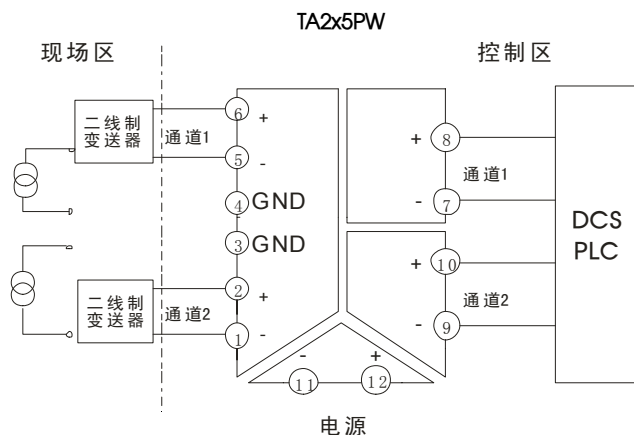 TA2x5PW
现场区
控制区
二线制
变送器
通道1
6
+
5
-
4
GND
3
GND
二线制
变送器
通道2
2
+
1
-
+
8
通道1
-
7
+
10
通道2
-
9
DCS
PLC
-
+
11
12
电源